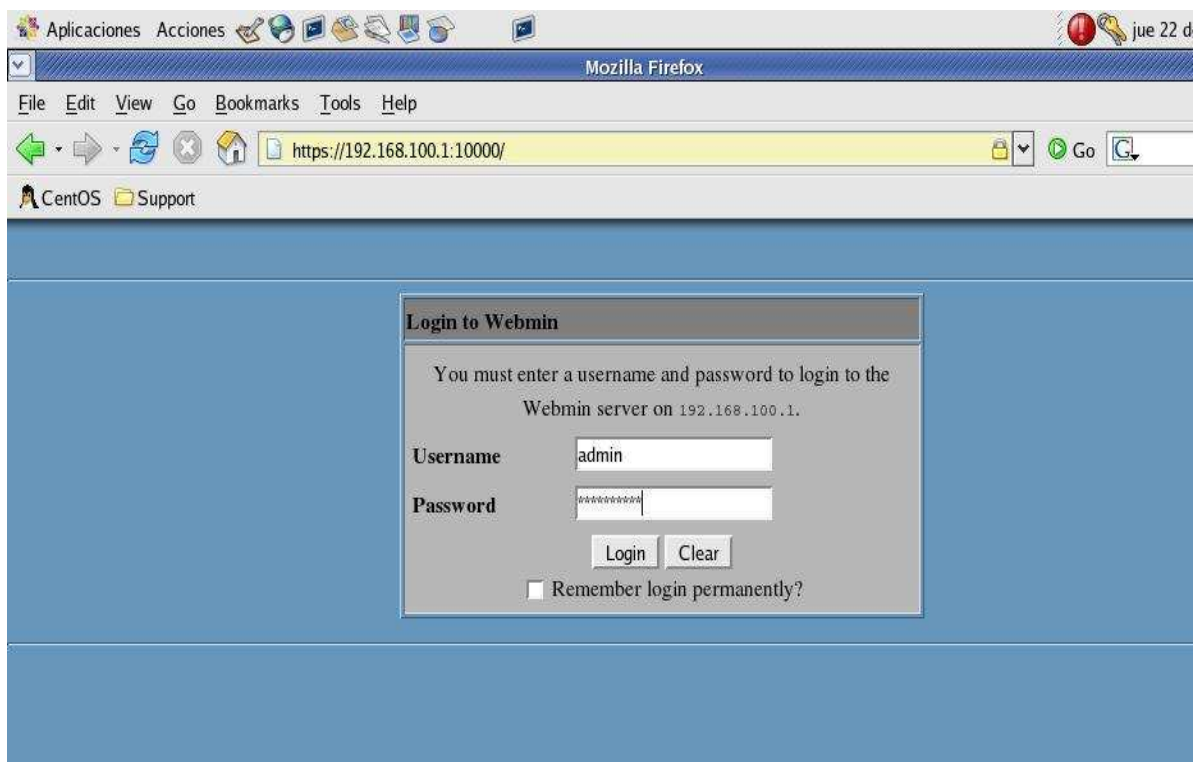 Aplicaciones Acciones jue 22 d
Mozilla Firefox
File Edit View Go Bookmarks Tools Help
https://192.168.100.1:10000/ Go G
CentOS Support
Login to Webmin
You must enter a username and password to login to the
Webmin server on 192.168.100.1.
Username admin
Password **********
Login Clear
Remember login permanently?